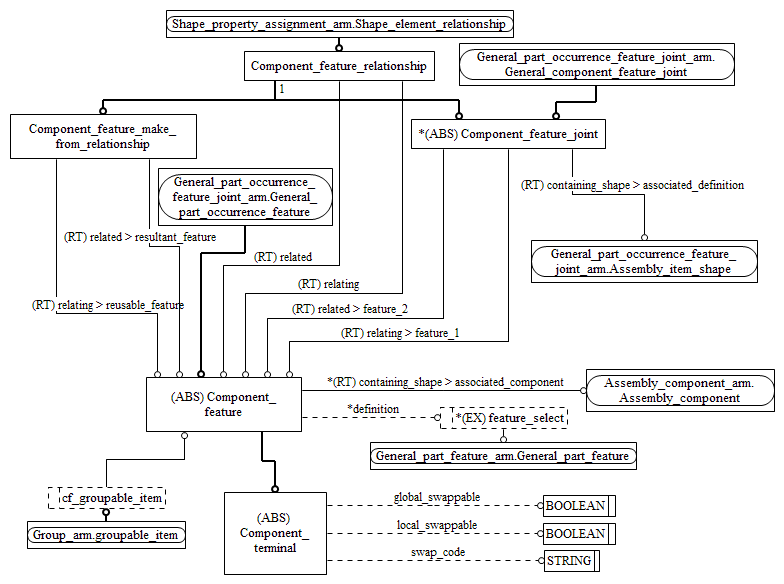 Shape_property_assignment_arm.Shape_element_relationship
Component_feature_relationship
General_part_occurrence_feature_joint_arm.
General_component_feature_joint
1
Component_feature_make_
from_relationship
*(ABS) Component_feature_joint
General_part_occurrence_
feature_joint_arm.General_
part_occurrence_feature
(RT) containing_shape > associated_definition
(RT) related > resultant_feature
General_part_occurrence_feature_
joint_arm.Assembly_item_shape
(RT) related
(RT) relating
(RT) relating > reusable_feature
(RT) related > feature_2
(RT) relating > feature_1
(ABS) Component_
feature
*(RT) containing_shape > associated_component
Assembly_component_arm.
Assembly_component
*definition
*(EX) feature_select
General_part_feature_arm.General_part_feature
cf_groupable_item
Group_arm.groupable_item
(ABS)
Component_
terminal
global_swappable
BOOLEAN
local_swappable
BOOLEAN
swap_code
STRING